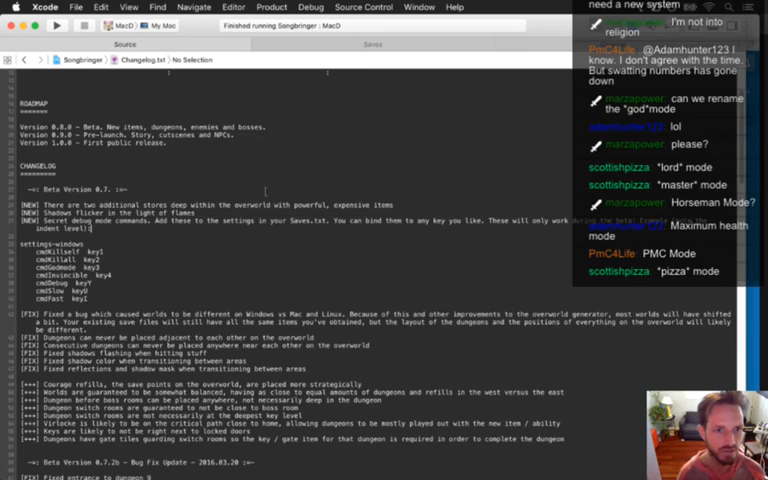 Xcode File Edit View Find Navigate Editor Product Debug Source Control Window Help
MacD My Mac Finished running Songbringer : MacD
Source Saves
Songbringer Changelog.txt No Selection
ROADMAP
=======
Version 0.8.0 - Beta. New items, dungeons, enemies and bosses.
Version 0.9.0 - Pre-launch. Story, cutscenes and NPCs.
Version 1.0.0 - First public release.
CHANGELOG
=========
-=: Beta Version 0.7. :=-
[NEW] There are two additional stores deep within the overworld with powerful, expensive items
[NEW] Shadows flicker in the light of flames
[NEW] Secret debug mode commands. Add these to the settings in your Saves.txt. You can bind them to any key you like. These will only work during the beta! Example
indent level):
settings-windows
cmdKillself key1
cmdKillall key2
cmdGodmode key3
cmdInvincible key4
cmdDebug keyY
cmdSlow keyU
cmdFast keyI
[FIX] Fixed a bug which caused worlds to be different on Windows vs Mac and Linux. Because of this and other improvements to the overworld generator, most worlds will have shifted
a bit. Your existing save files will still have all the same items you've obtained, but the layout of the dungeons and the positions of everything on the overworld will likely
be different.
[FIX] Dungeons can never be placed adjacent to each other on the overworld
[FIX] Consecutive dungeons can never be placed anywhere near each other on the overworld
[FIX] Fixed shadows flashing when hitting stuff
[FIX] Fixed shadow color when transitioning between areas
[FIX] Fixed reflections and shadow mask when transitioning between areas
[+++] Courage refills, the save points on the overworld, are placed more strategically
[+++] Worlds are guaranteed to be somewhat balanced, having as close to equal amounts of dungeons and refills in the west versus the east
[+++] Dungeon before boss rooms can be placed anywhere, not necessarily deep in the dungeon
[+++] Dungeon switch rooms are guaranteed to not be close to boss room
[+++] Dungeon switch rooms are not necessarily at the deepest key level
[+++] Virlocke is likely to be on the critical path close to home, allowing dungeons to be mostly played out with the new item / ability
[+++] Keys are likely to not be right next to locked doors
[+++] Dungeons have gate tiles guarding switch rooms so the key / gate item for that dungeon is required in order to complete the dungeon
-=: Beta Version 0.7.2b - Bug Fix Update - 2016.03.20 :=-
[FIX] Fixed entrance to dungeon 9
need a new system
marzapower: I'm not into
religion
PmC4Life @Adamhunter123 I
know. I don't agree with the time.
But swatting numbers has gone
down
marzapower: can we rename
the *god*mode
adamhunter123: lol
marzapower: please?
scottishpizza: *lord* mode
scottishpizza: *master* mode
marzapower: Horseman Mode?
adamhunter123: Maximum health
mode
PmC4Life: PMC Mode
scottishpizza: *pizza* mode